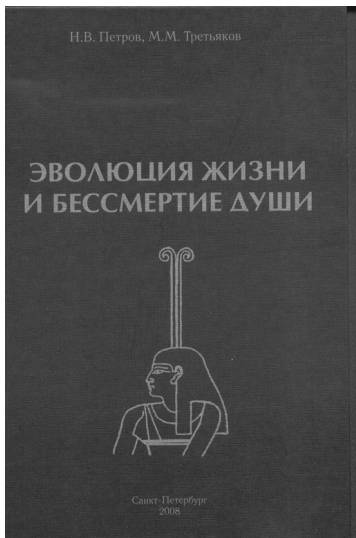 Н.В. Петров, М.М. Третьяков
ЭВОЛЮЦИЯ ЖИЗНИ
И БЕССМЕРТИЕ ДУШИ
Санкт-Петербург
2008